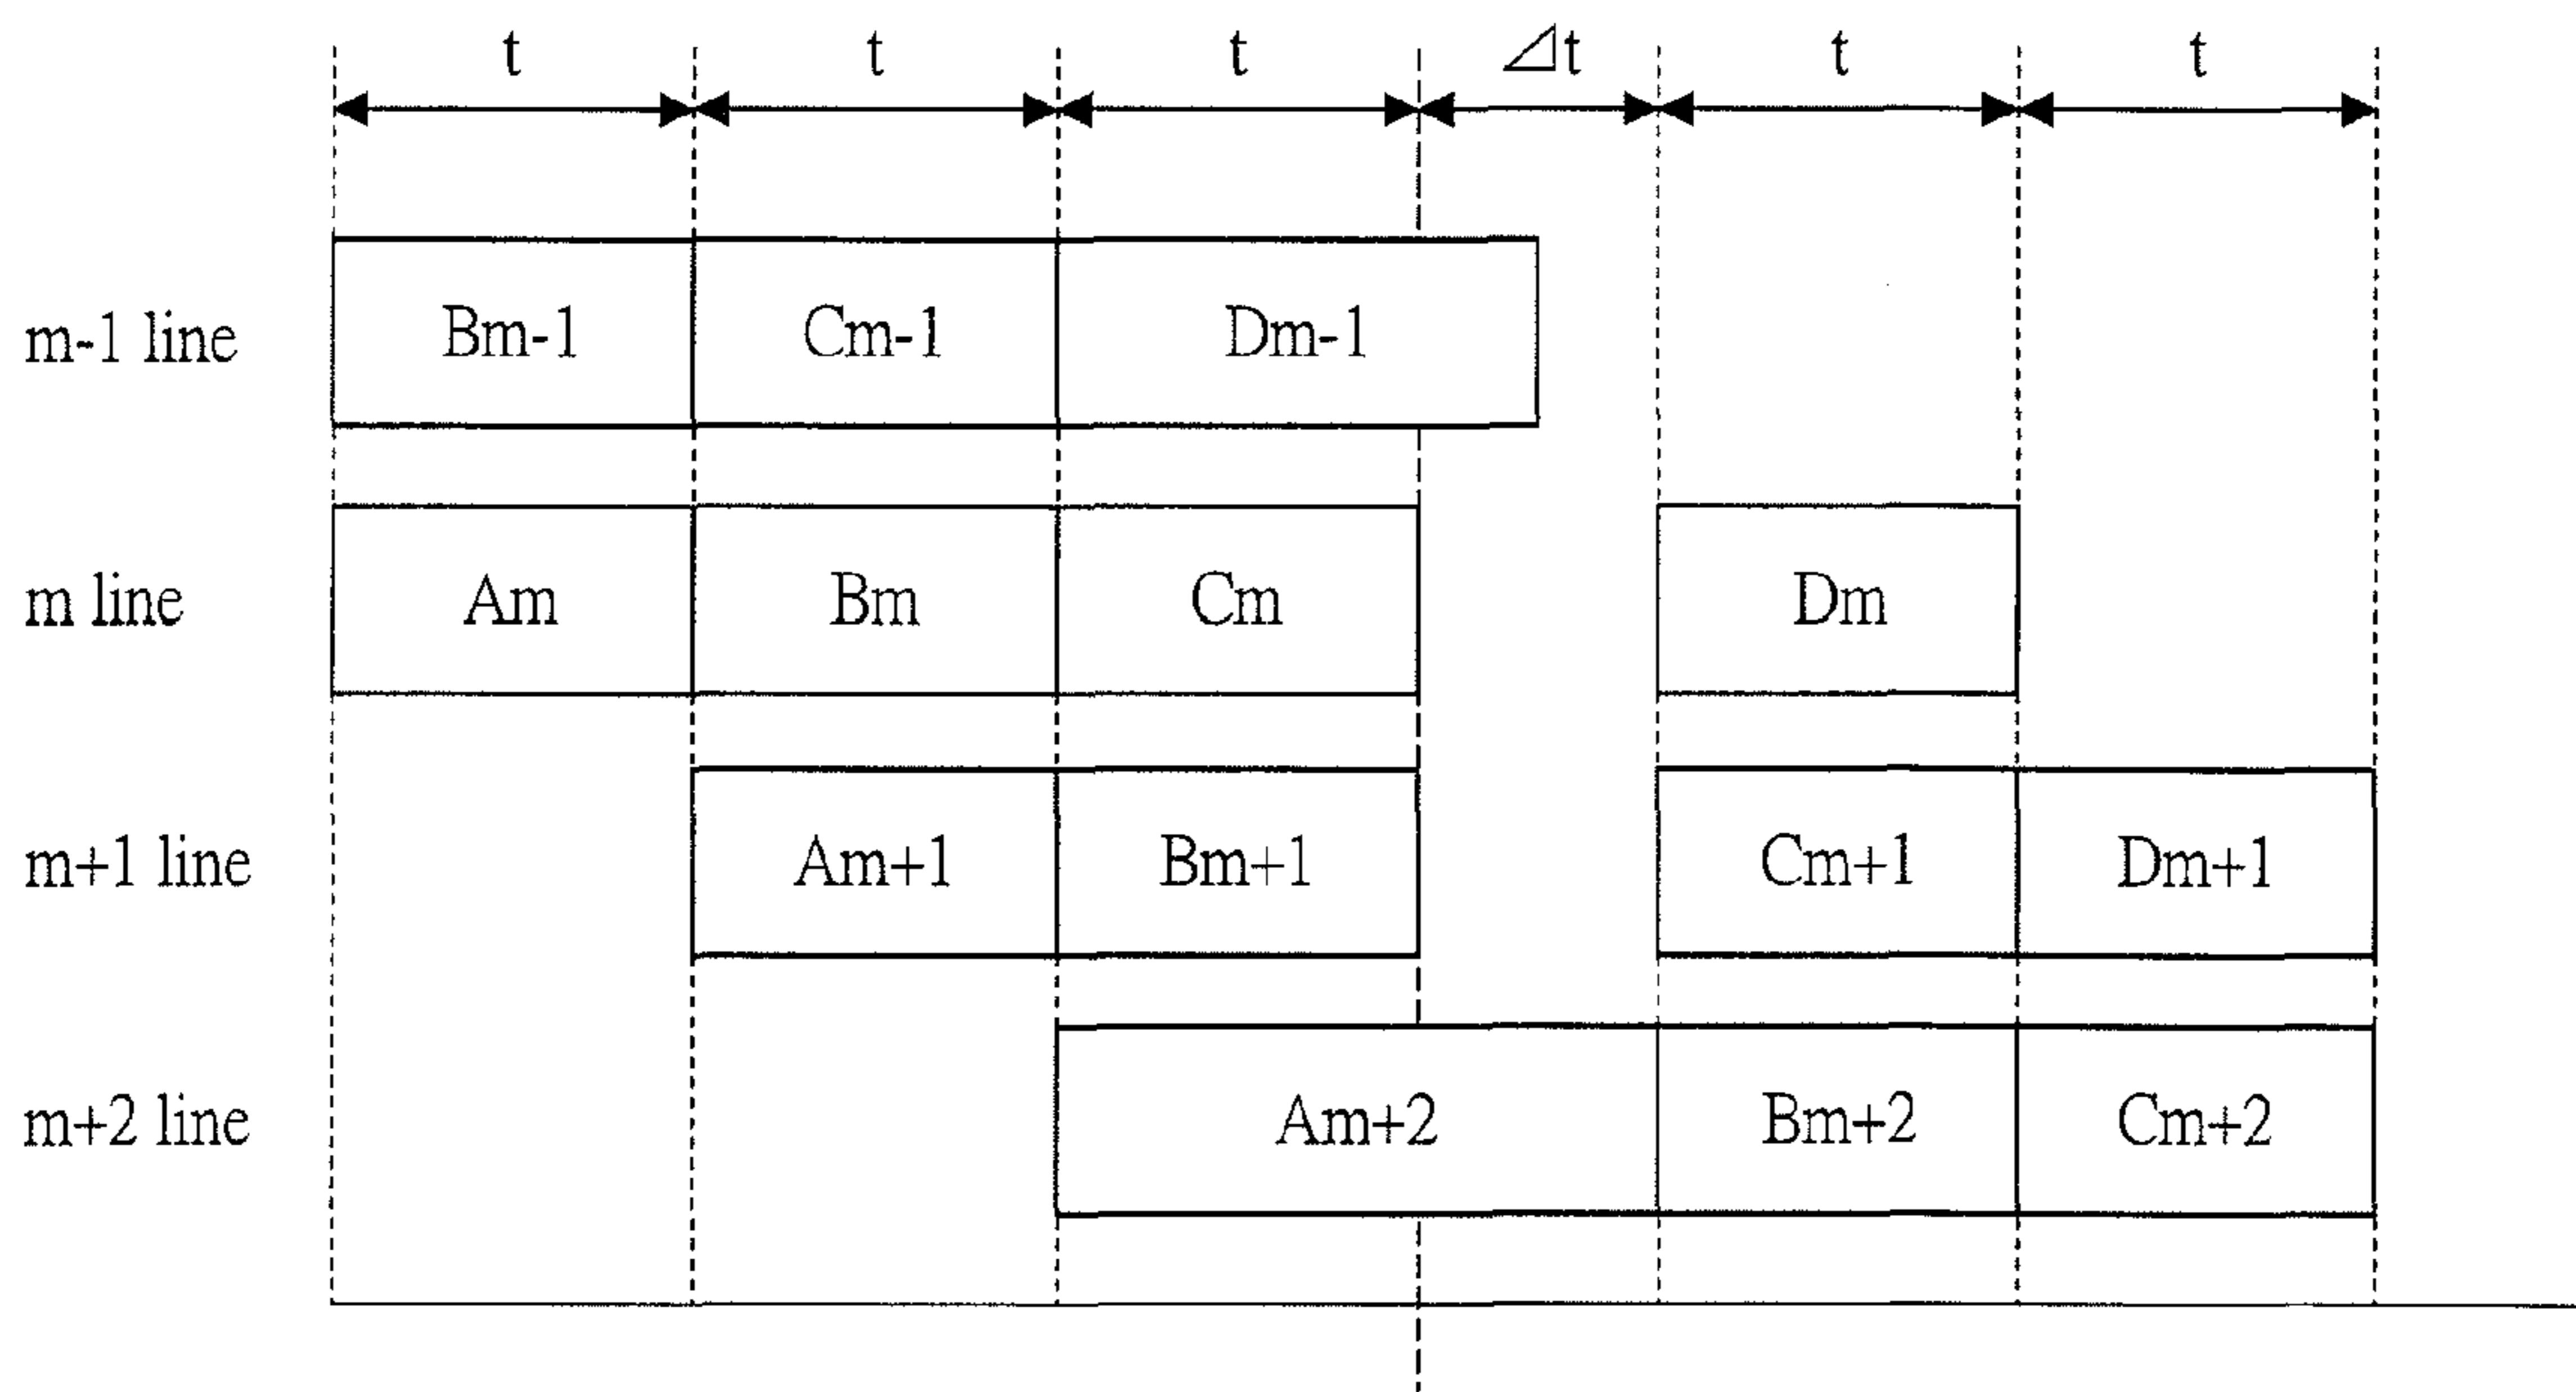 t t t ⊿t t t
m-1 line Bm-1 Cm-1 Dm-1
m line Am Bm Cm Dm
m+1 line Am+1 Bm+1 Cm+1 Dm+1
m+2 line Am+2 Bm+2 Cm+2